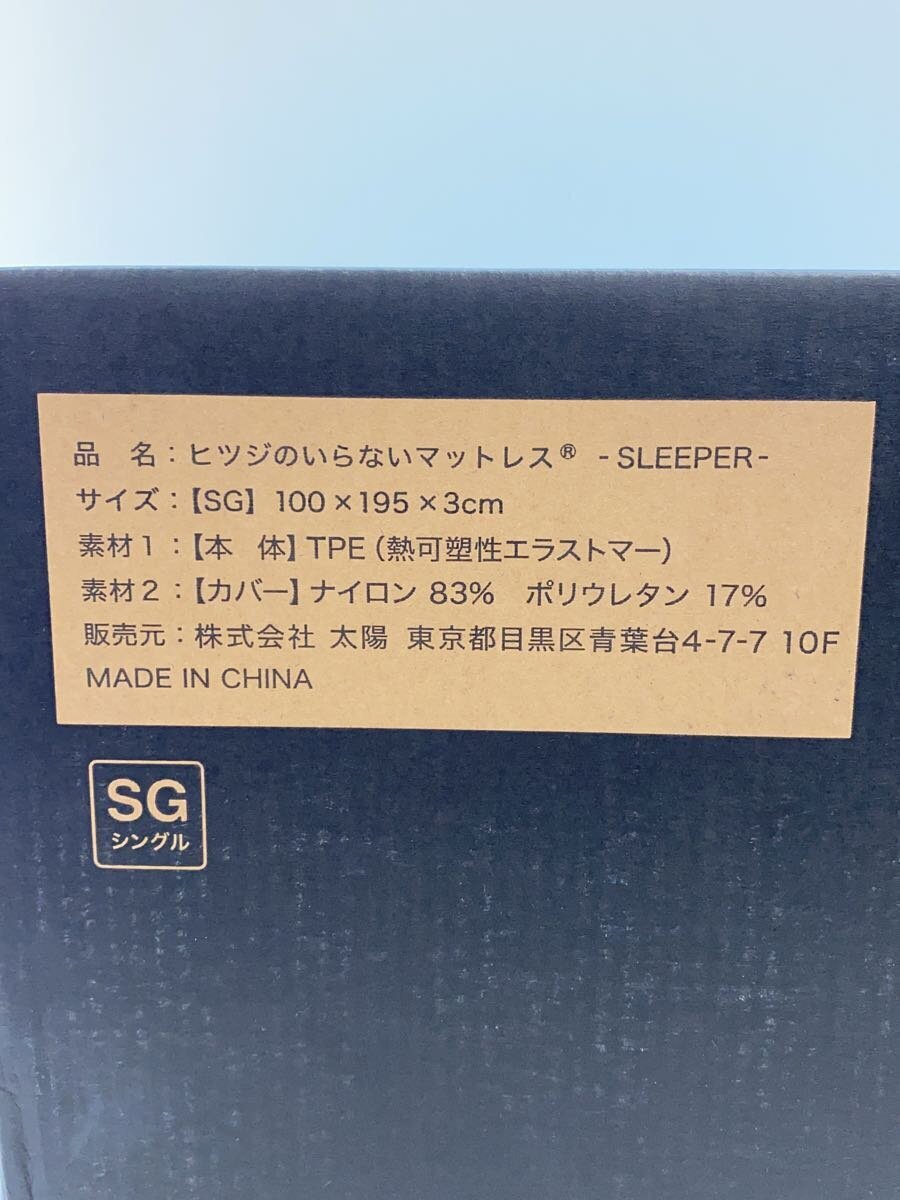 品 名：ヒツジのいらないマットレス® -SLEEPER-
サイズ：【SG】100×195×3cm
素材1：【本 体】TPE（熱可塑性エラストマー）
素材2：【カバー】ナイロン 83% ポリウレタン 17%
販売元：株式会社 太陽 東京都目黒区青葉台4-7-7 10F
MADE IN CHINA
SG
シングル